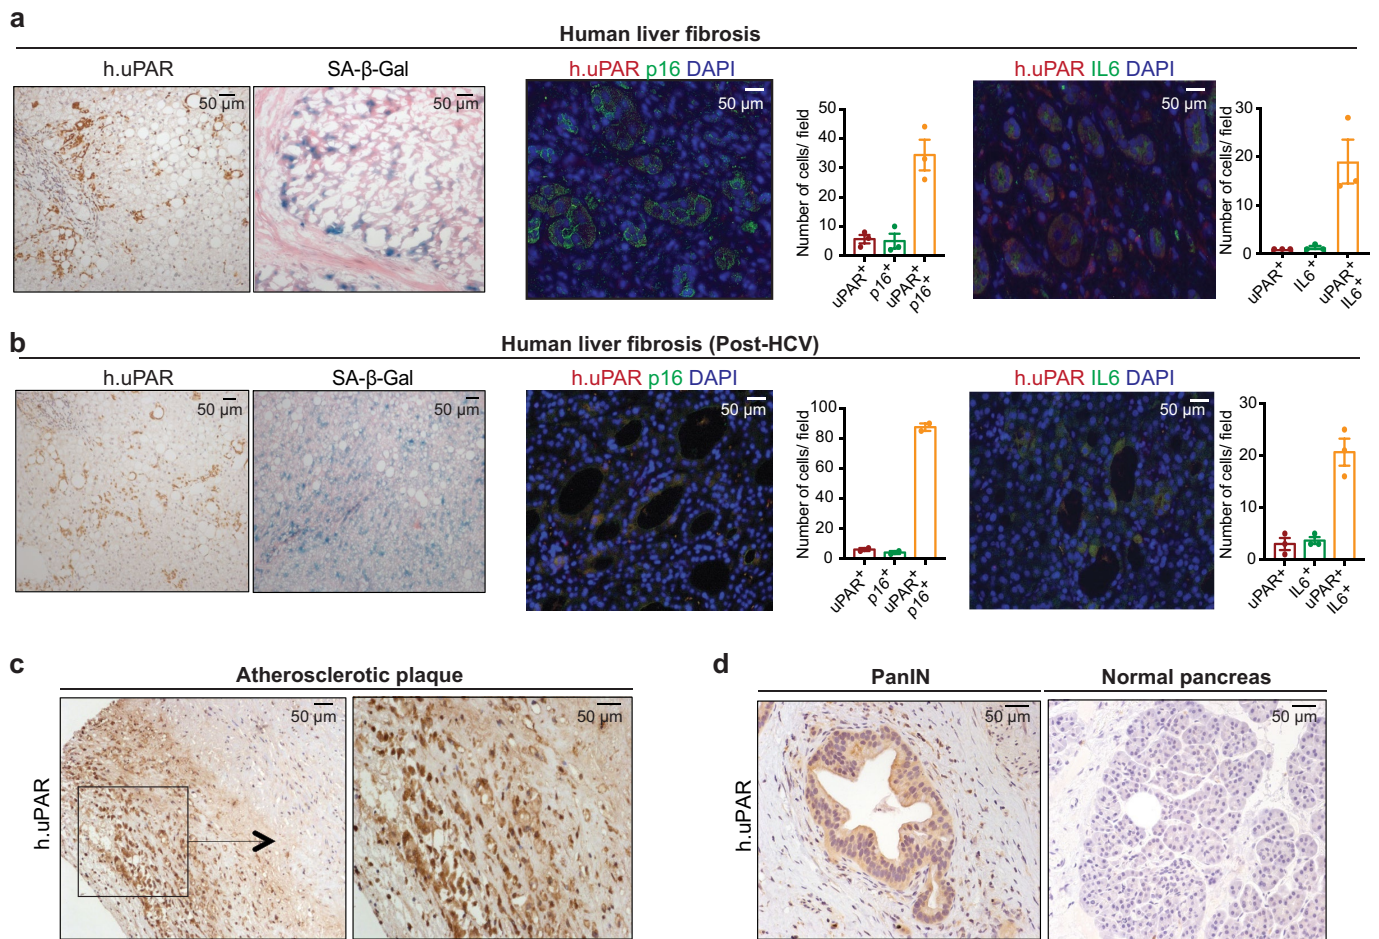 a
Human liver fibrosis
h.uPAR
SA-β-Gal
h.uPAR p16 DAPI
h.uPAR IL6 DAPI
50 µm
50 µm
50 µm
50 µm
Number of cells/ field
50
40
30
20
10
0
uPAR+
p16+
uPAR+
p16+
Number of cells/ field
30
20
10
0
uPAR+
IL6+
uPAR+
IL6+
b
Human liver fibrosis (Post-HCV)
h.uPAR
SA-β-Gal
h.uPAR p16 DAPI
h.uPAR IL6 DAPI
50 µm
50 µm
50 µm
50 µm
Number of cells/ field
100
80
60
40
20
0
uPAR+
p16+
uPAR+
p16+
Number of cells/ field
30
20
10
0
uPAR+
IL6+
uPAR+
IL6+
c
Atherosclerotic plaque
h.uPAR
50 µm
50 µm
d
PanIN
Normal pancreas
h.uPAR
50 µm
50 µm